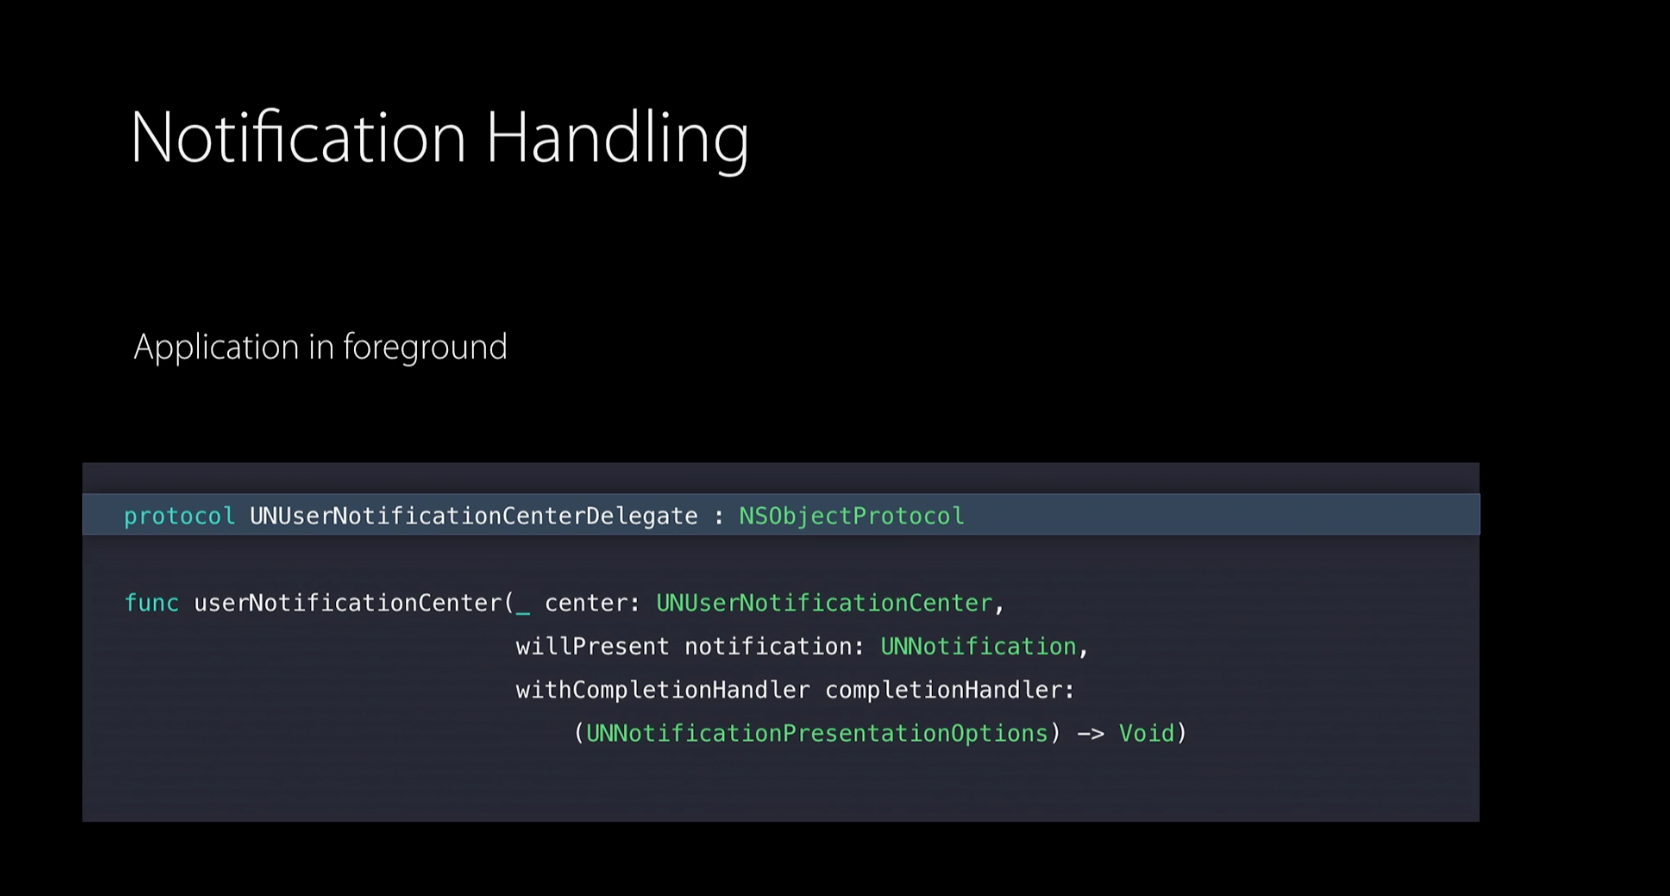 Notification Handling
Application in foreground
protocol UNUserNotificationCenterDelegate : NSObjectProtocol
func userNotificationCenter(_ center: UNUserNotificationCenter,
willPresent notification: UNNotification,
withCompletionHandler completionHandler:
(UNNotificationPresentationOptions) -> Void)